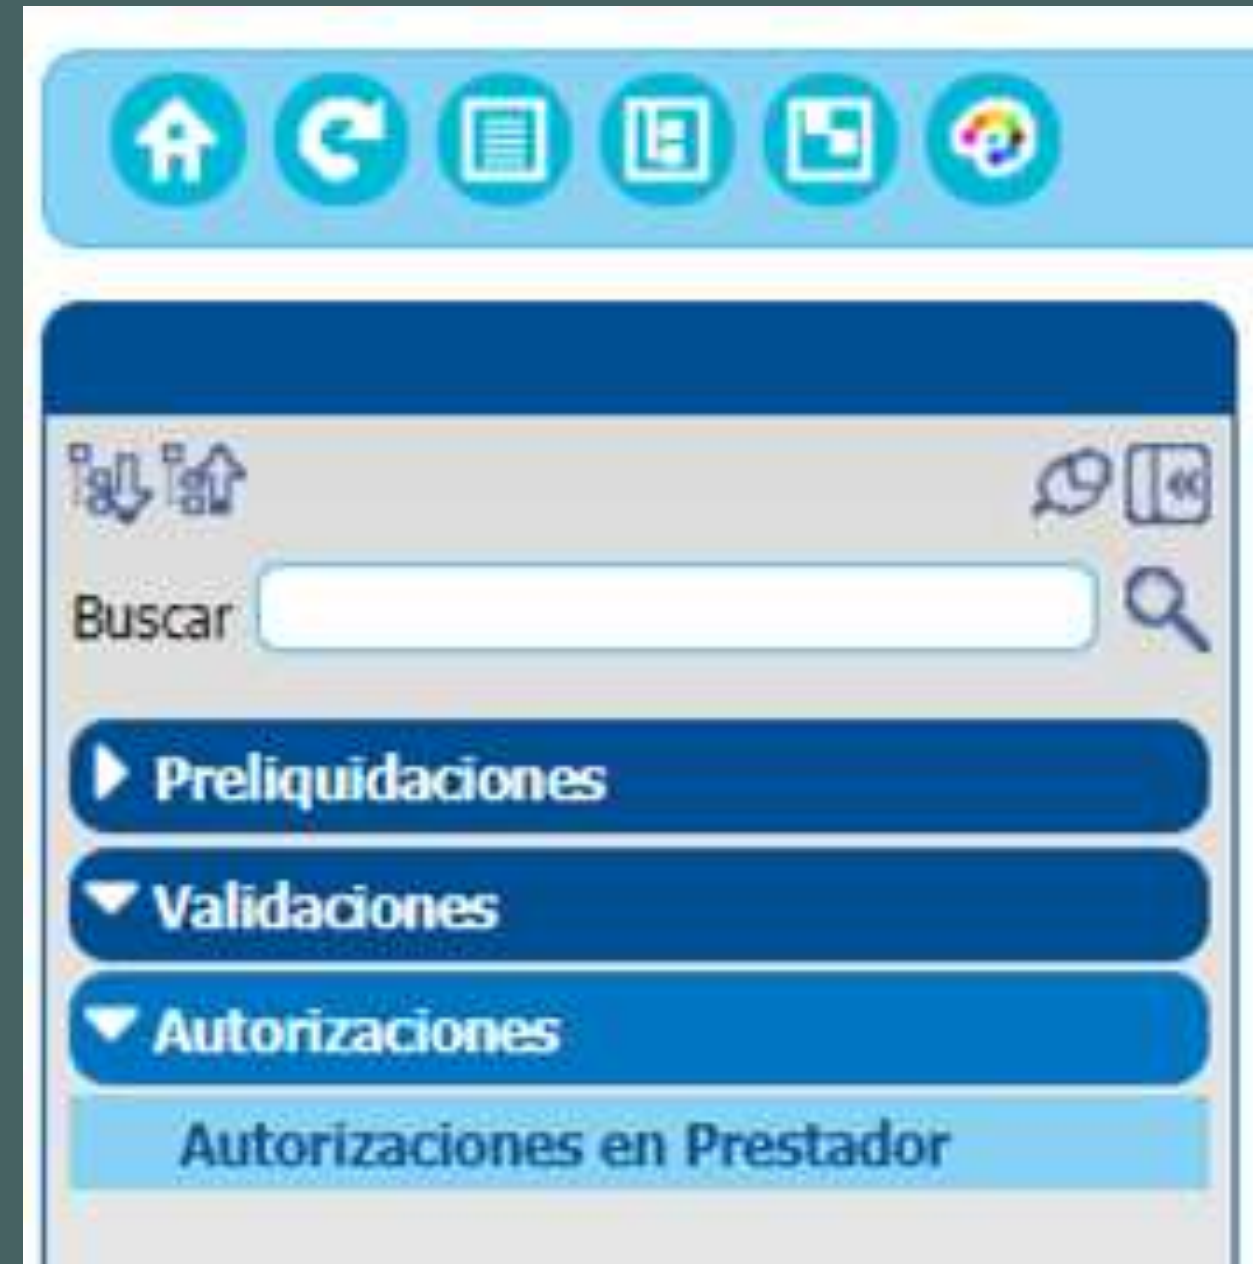 Buscar
Preliquidaciones
Validaciones
Autorizaciones
Autorizaciones en Prestador